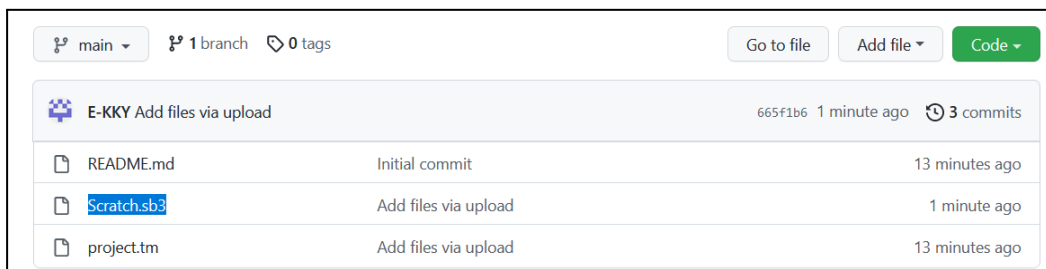 main 1 branch 0 tags Go to file Add file Code
E-KKY Add files via upload 665f1b6 1 minute ago 3 commits
README.md Initial commit 13 minutes ago
Scratch.sb3 Add files via upload 1 minute ago
project.tm Add files via upload 13 minutes ago